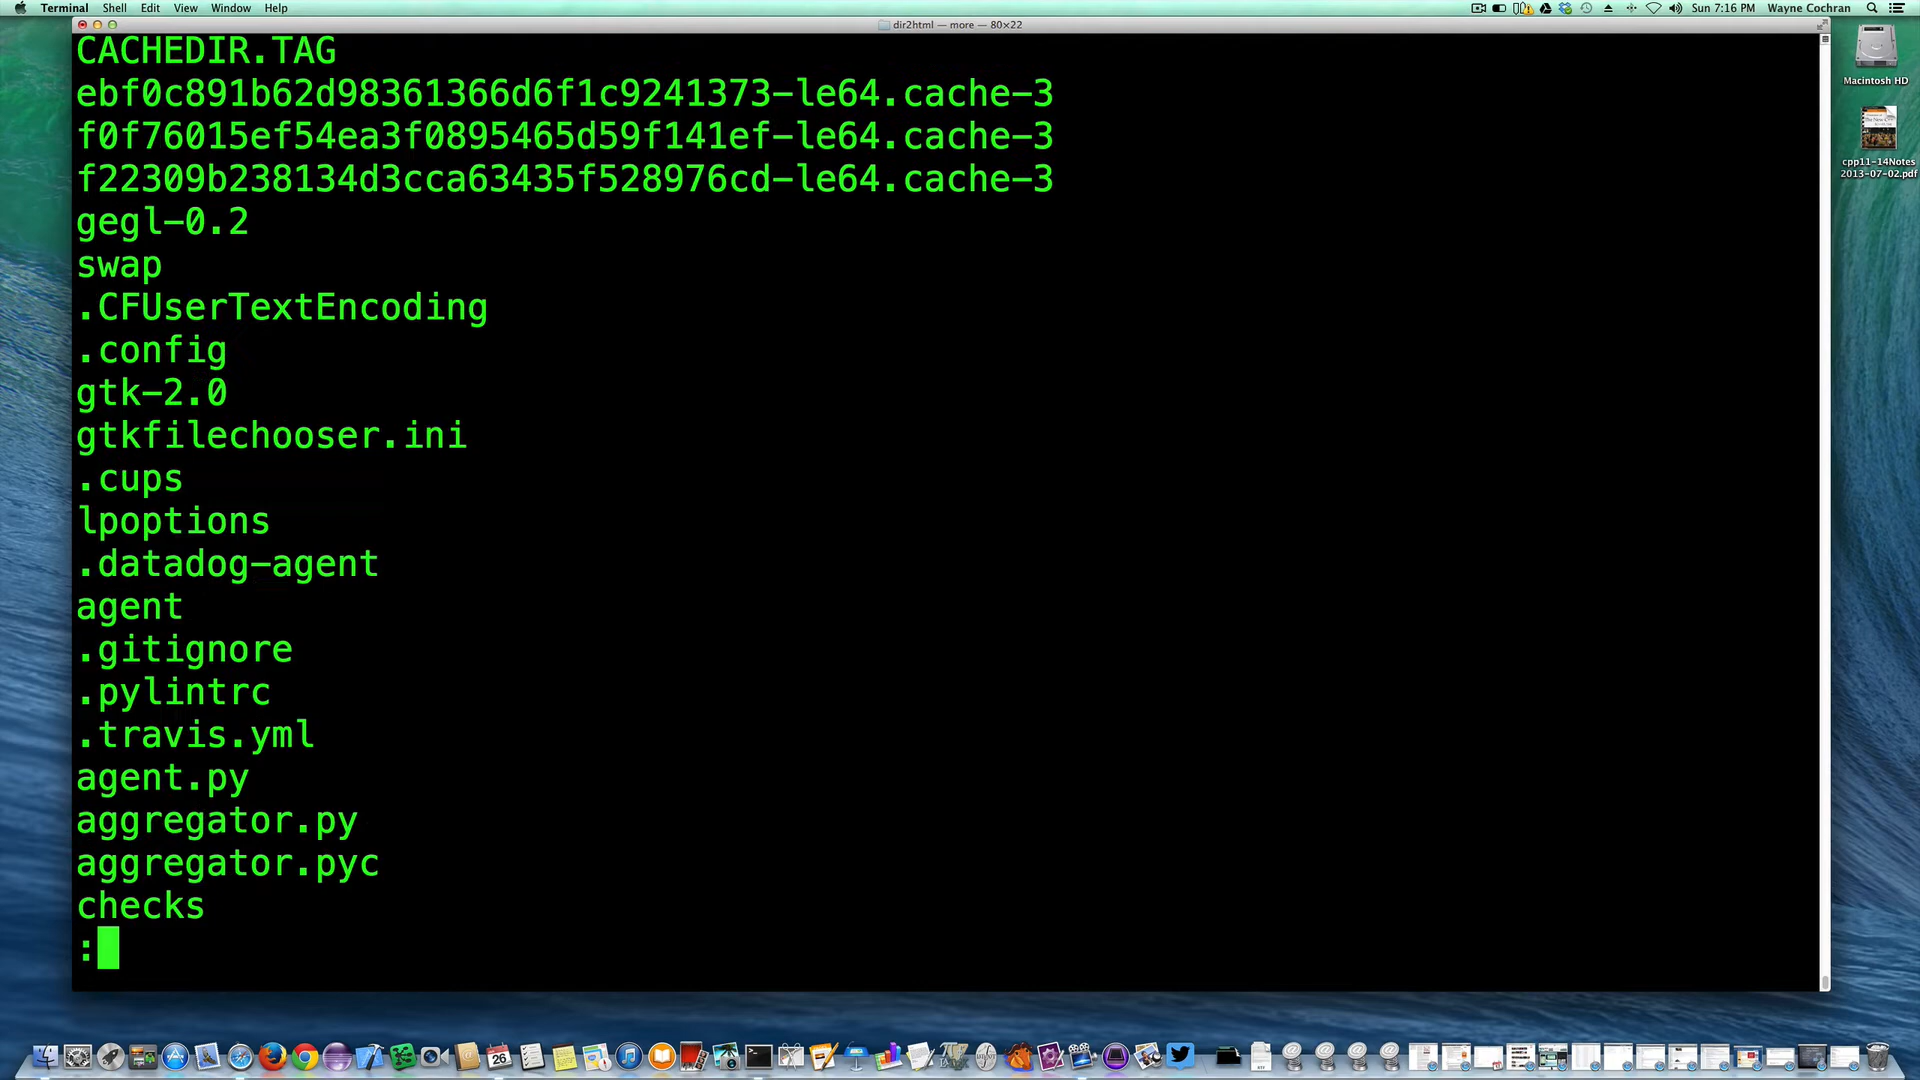 Terminal Shell Edit View Window Help
Sun 7:16 PM Wayne Cochran
dir2html — more — 80×22
CACHEDIR.TAG
ebf0c891b62d98361366d6f1c9241373-le64.cache-3
f0f76015ef54ea3f0895465d59f141ef-le64.cache-3
f22309b238134d3cca63435f528976cd-le64.cache-3
gegl-0.2
swap
.CFUserTextEncoding
.config
gtk-2.0
gtkfilechooser.ini
.cups
lpoptions
.datadog-agent
agent
.gitignore
.pylintrc
.travis.yml
agent.py
aggregator.py
aggregator.pyc
checks
:
Macintosh HD
cpp11-14Notes
2013-07-02.pdf
26